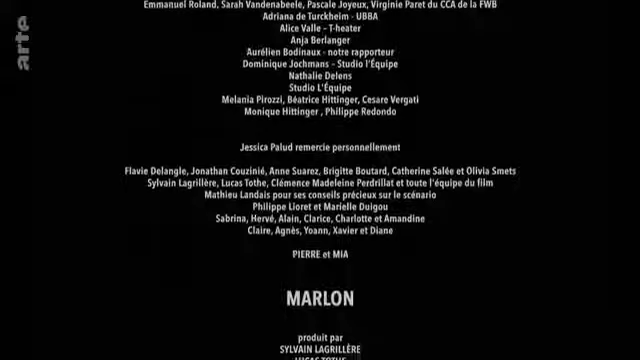 arte
Emmanuel Roland, Sarah Vandenabeele, Pascale Joyeux, Virginie Paret du CCA de la FWB
Adriana de Turckheim - UBBA
Alice Valle – T-heater
Anja Berlanger
Aurélien Bodinaux - notre rapporteur
Dominique Jochmans – Studio l'Équipe
Nathalie Delens
Studio L'Équipe
Melania Pirozzi, Béatrice Hittinger, Cesare Vergati
Monique Hittinger , Philippe Redondo
Jessica Palud remercie personnellement
Flavie Delangle, Jonathan Couzinié, Anne Suarez, Brigitte Boutard, Catherine Salée et Olivia Smets
Sylvain Lagrillère, Lucas Tothe, Clémence Madeleine Perdrillat et toute l'équipe du film
Mathieu Landais pour ses conseils précieux sur le scénario
Philippe Lioret et Marielle Duigou
Sabrina, Hervé, Alain, Clarice, Charlotte et Amandine
Claire, Agnès, Yoann, Xavier et Diane
PIERRE et MIA
MARLON
produit par
SYLVAIN LAGRILLÈRE
LUCAS TOTHE